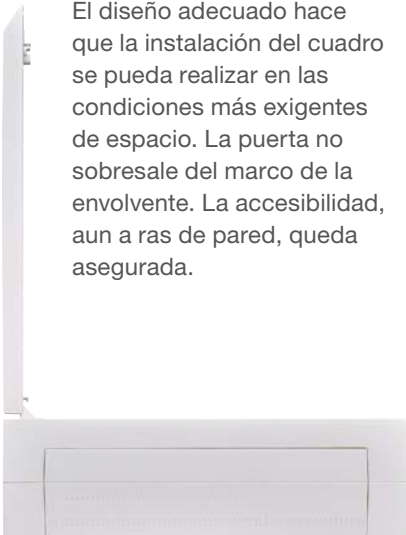 El diseño adecuado hace
que la instalación del cuadro
se pueda realizar en las
condiciones más exigentes
de espacio. La puerta no
sobresale del marco de la
envolvente. La accesibilidad,
aun a ras de pared, queda
asegurada.